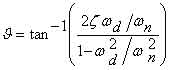 ϑ = tan⁻¹(2ζω_d/ω_n / 1−ω_d²/ω_n²)